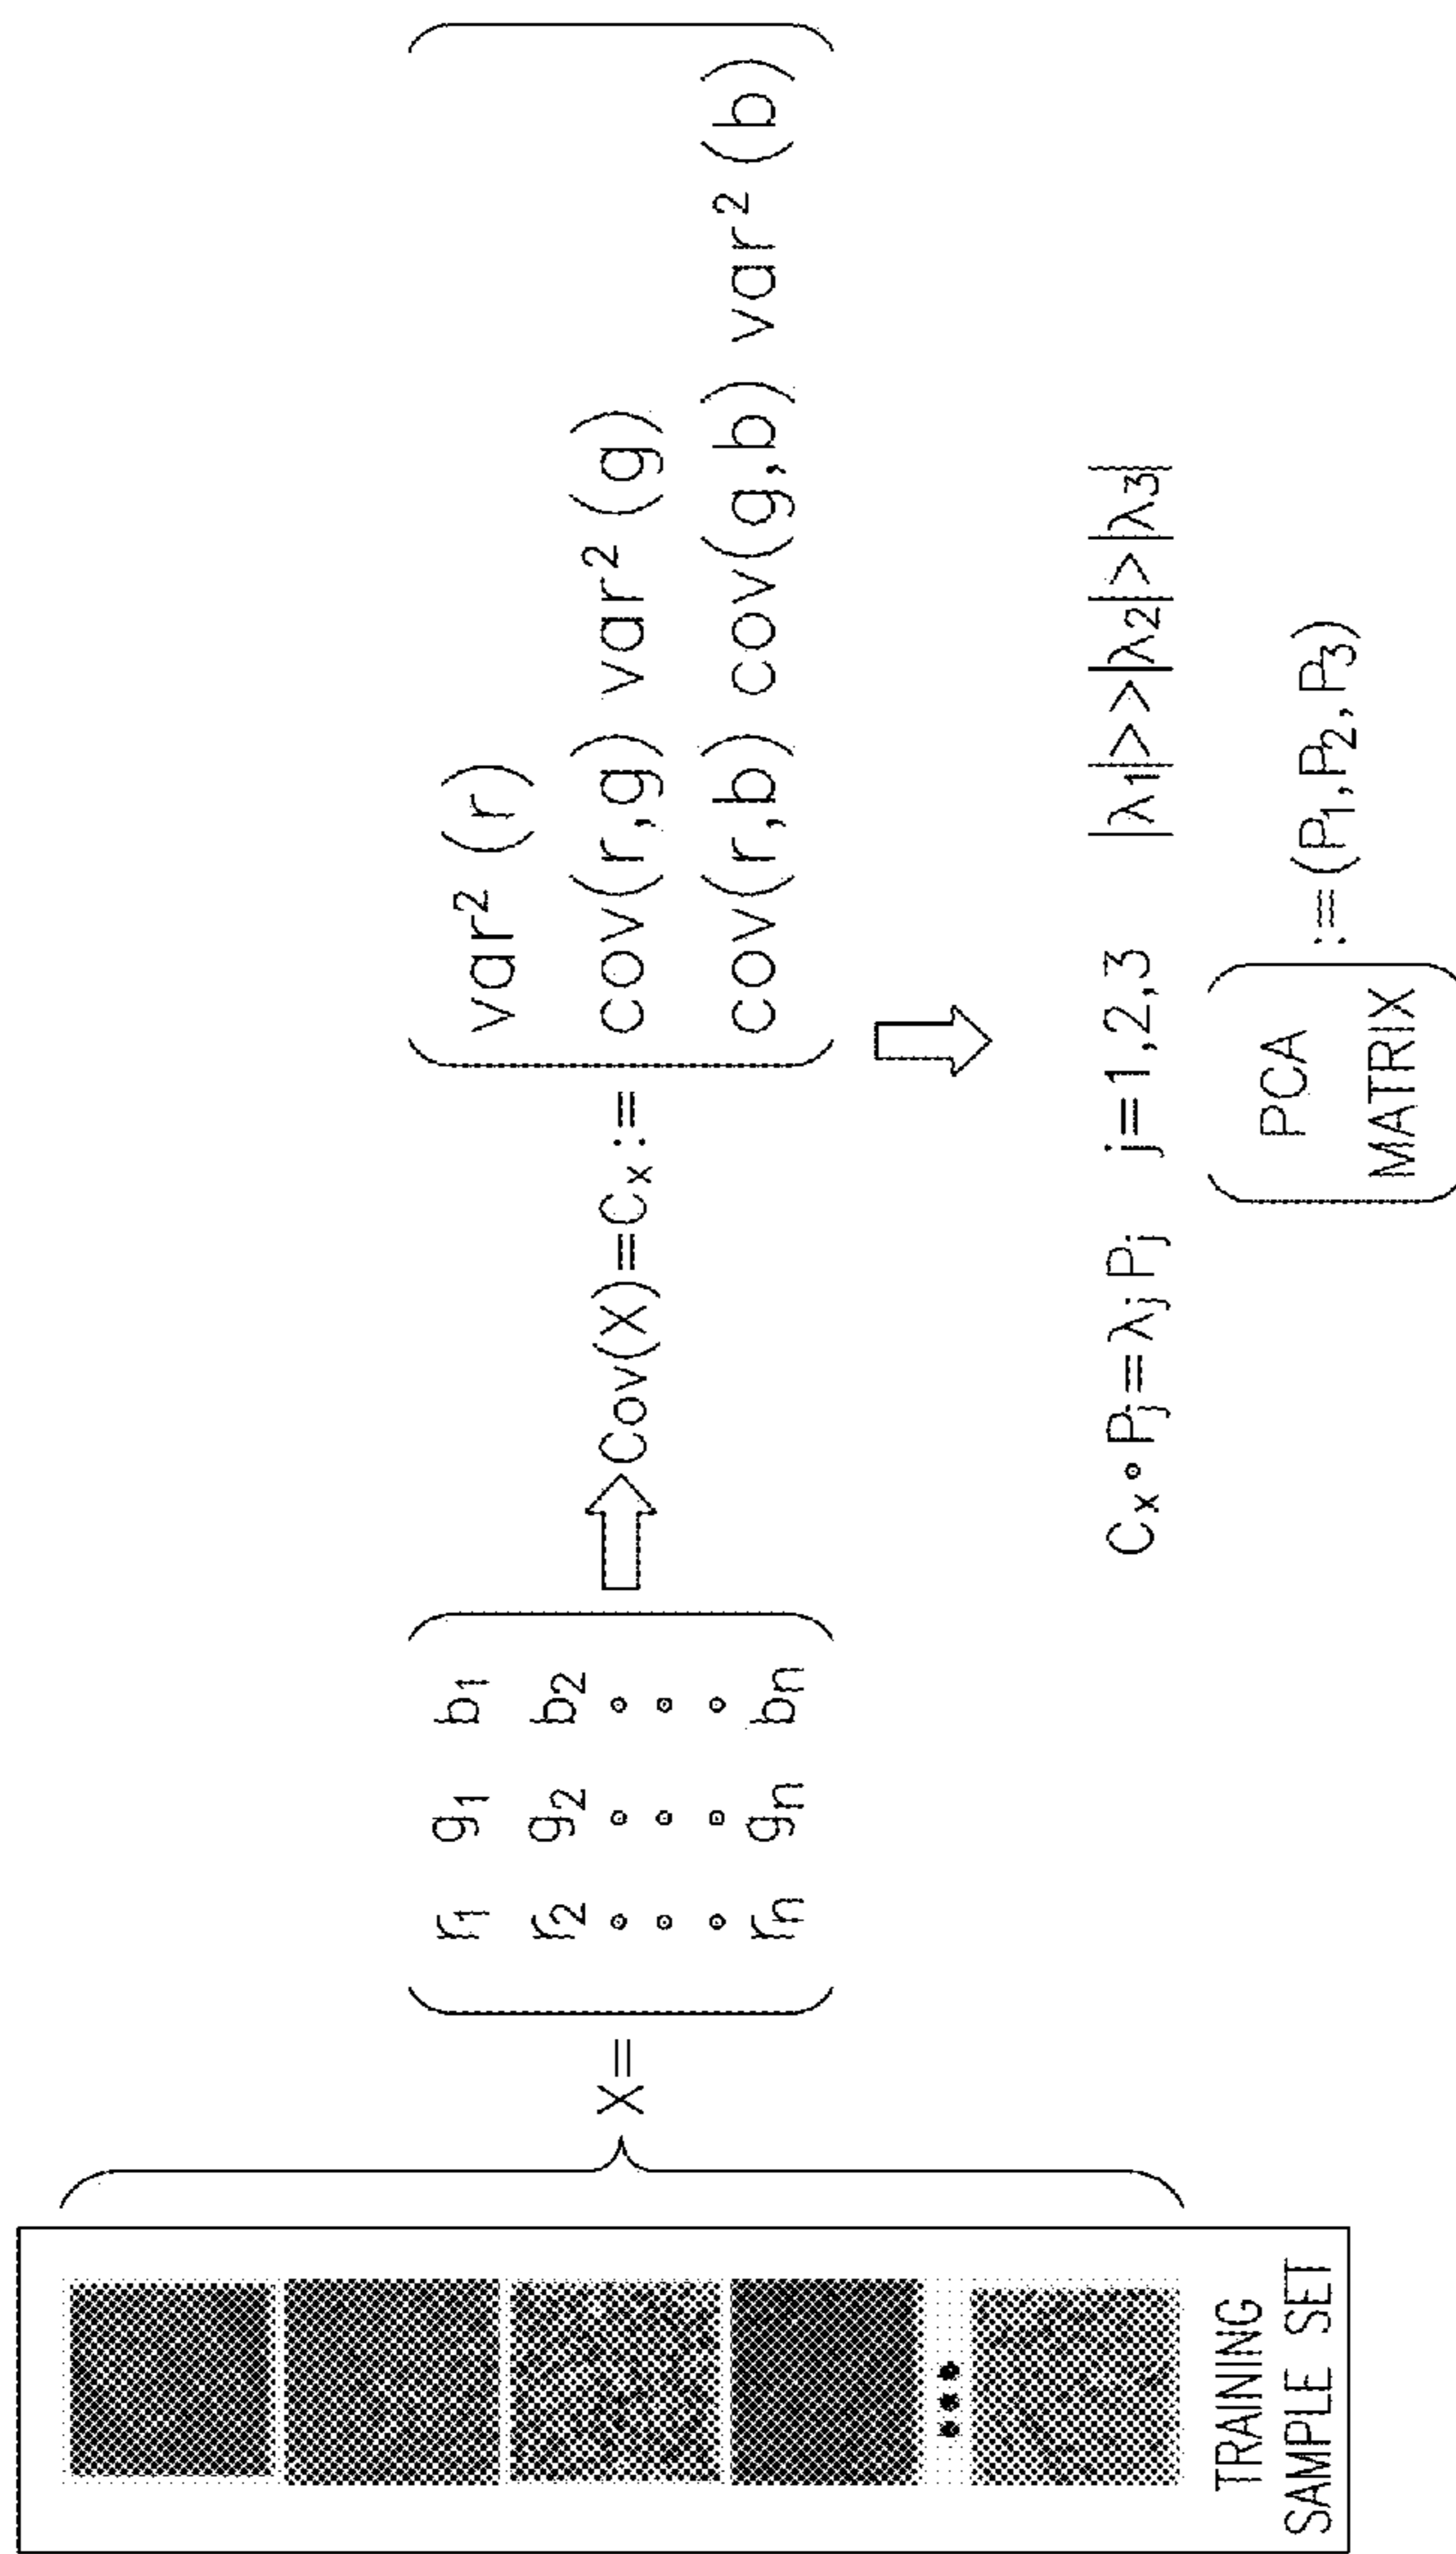 TRAINING
SAMPLE SET
X=
r₁ g₁ b₁
r₂ g₂ b₂
rₙ gₙ bₙ
Cov(X)=Cₓ:=
var² (r)
cov(r,g) var² (g)
cov(r,b) cov(g,b) var² (b)
Cₓ∘Pⱼ=λⱼPⱼ j=1,2,3 |λ₁|>>|λ₂|>|λ₃|
PCA
MATRIX
:=(P₁,P₂,P₃)